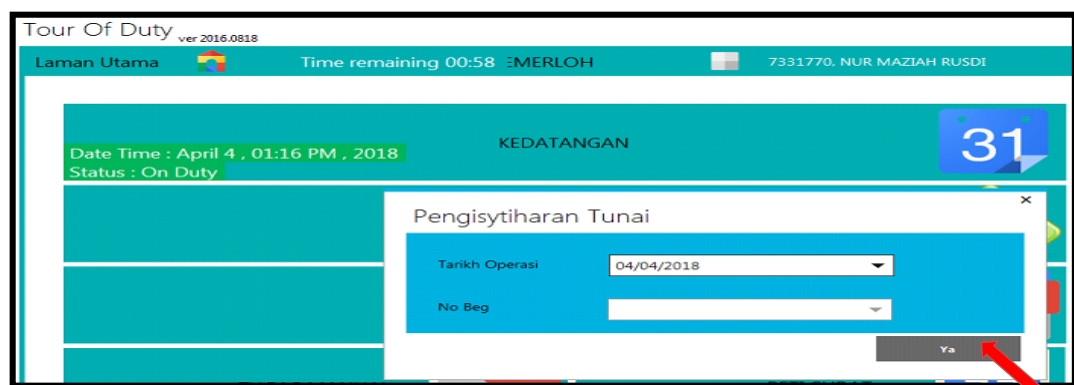 Tour Of Duty ver 2016.0818
Laman Utama Time remaining 00:58 EMERLOH 7331770, NUR MAZIAH RUSDI
KEDATANGAN 31
Date Time : April 4 , 01:16 PM , 2018
Status : On Duty
×
Pengisytiharan Tunai
Tarikh Operasi 04/04/2018
No Beg
Ya